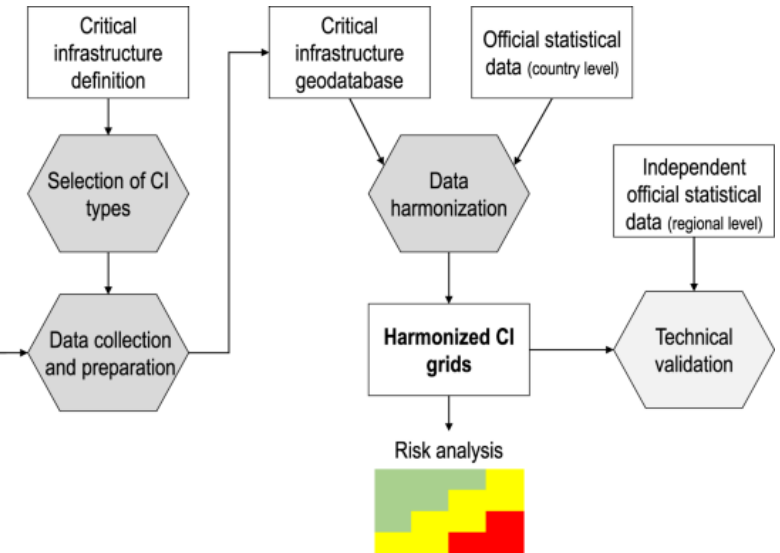 Critical
infrastructure
definition
Critical
infrastructure
geodatabase
Official statistical
data (country level)
Selection of CI
types
Data
harmonization
Independent
official statistical
data (regional level)
Data collection
and preparation
Harmonized CI
grids
Technical
validation
Risk analysis